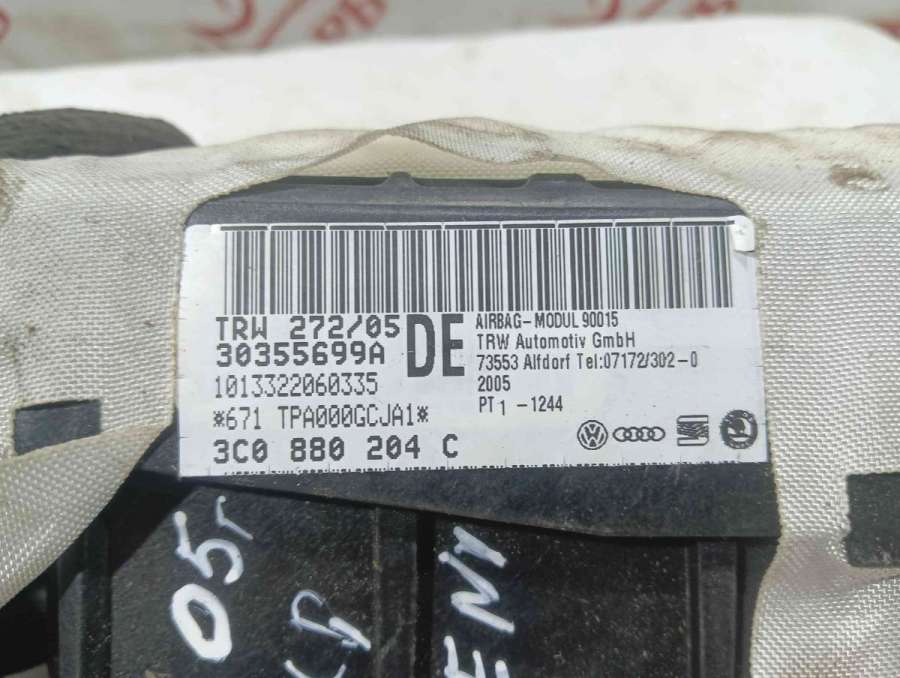 TRW 272/05
30355699A
DE
1013322060335
*671 TPA000GCJA1*
3C0 880 204 C
AIRBAG-MODUL 90015
TRW Automotiv GmbH
73553 Alfdorf Tel:07172/302-0
2005
PT1 -1244
05г